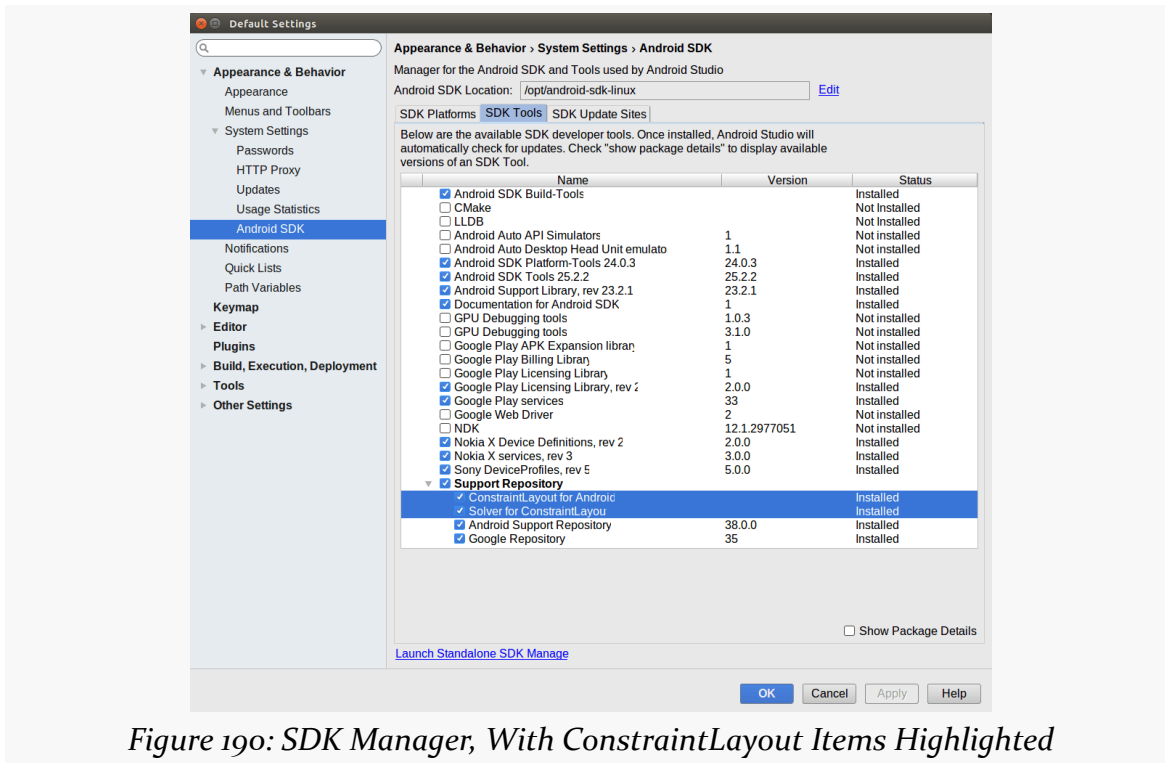 Default Settings
Appearance & Behavior
Appearance
Menus and Toolbars
System Settings
Passwords
HTTP Proxy
Updates
Usage Statistics
Android SDK
Notifications
Quick Lists
Path Variables
Keymap
Editor
Plugins
Build, Execution, Deployment
Tools
Other Settings
Appearance & Behavior › System Settings › Android SDK
Manager for the Android SDK and Tools used by Android Studio
Android SDK Location: /opt/android-sdk-linux Edit
SDK Platforms SDK Tools SDK Update Sites
Below are the available SDK developer tools. Once installed, Android Studio will
automatically check for updates. Check "show package details" to display available
versions of an SDK Tool.
Name Version Status
Android SDK Build-Tools Installed
CMake Not Installed
LLDB Not Installed
Android Auto API Simulators 1 Not installed
Android Auto Desktop Head Unit emulato 1.1 Not installed
Android SDK Platform-Tools 24.0.3 24.0.3 Installed
Android SDK Tools 25.2.2 25.2.2 Installed
Android Support Library, rev 23.2.1 23.2.1 Installed
Documentation for Android SDK 1 Installed
GPU Debugging tools 1.0.3 Not installed
GPU Debugging tools 3.1.0 Not installed
Google Play APK Expansion library 1 Not installed
Google Play Billing Library 5 Not installed
Google Play Licensing Library 1 Not installed
Google Play Licensing Library, rev 2 2.0.0 Installed
Google Play services 33 Installed
Google Web Driver 2 Not installed
NDK 12.1.2977051 Not installed
Nokia X Device Definitions, rev 2 2.0.0 Installed
Nokia X services, rev 3 3.0.0 Installed
Sony DeviceProfiles, rev 5 5.0.0 Installed
Support Repository
ConstraintLayout for Android Installed
Solver for ConstraintLayou Installed
Android Support Repository 38.0.0 Installed
Google Repository 35 Installed
Show Package Details
Launch Standalone SDK Manage
OK Cancel Apply Help
Figure 190: SDK Manager, With ConstraintLayout Items Highlighted